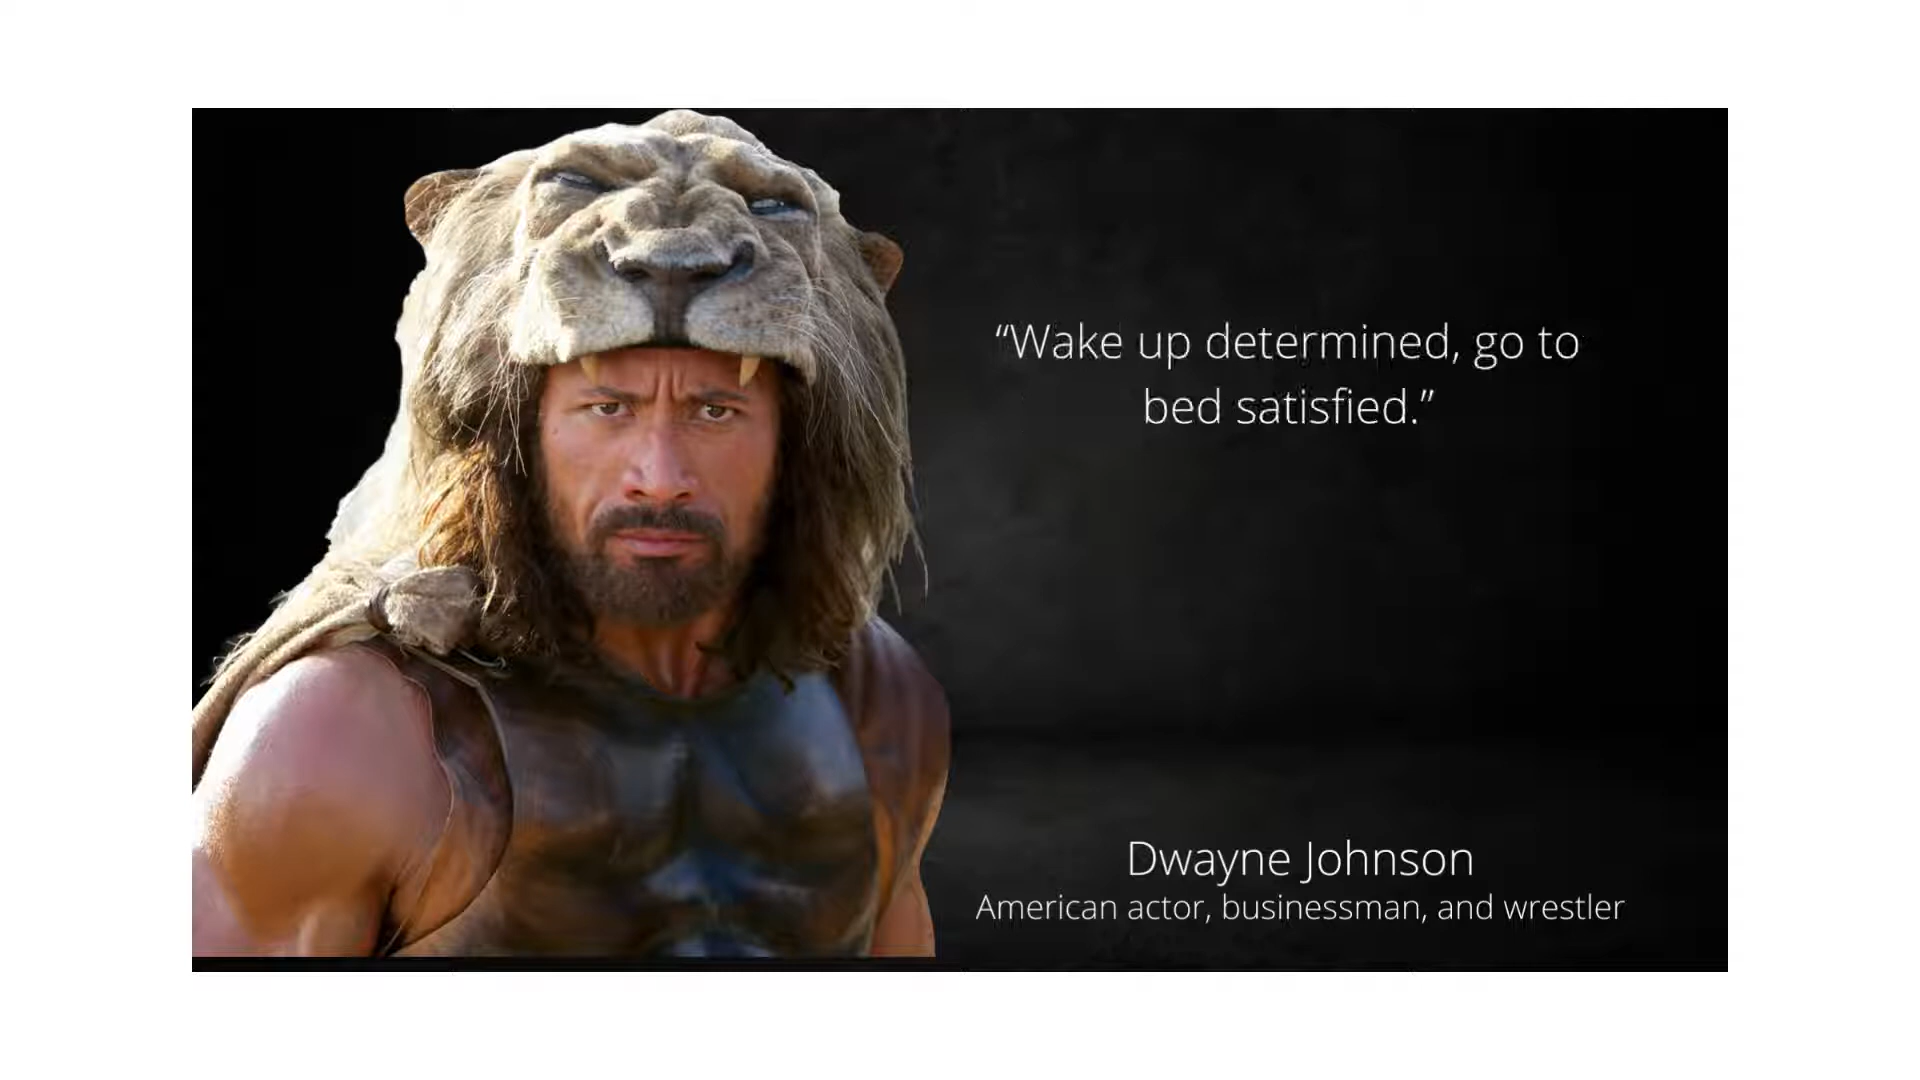 “Wake up determined, go to
bed satisfied.”
Dwayne Johnson
American actor, businessman, and wrestler